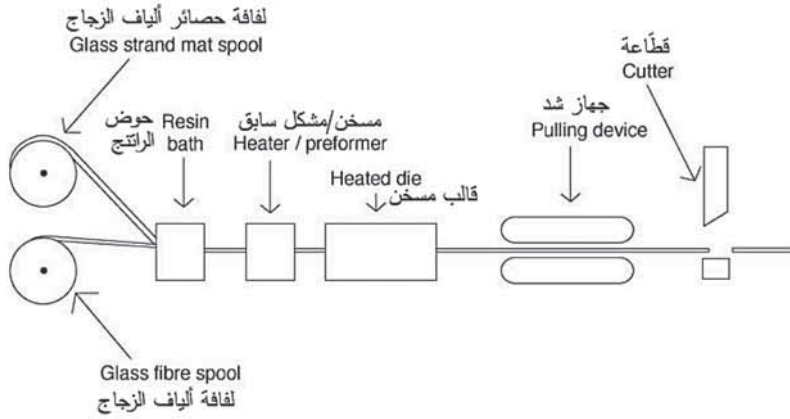 لفافة حصائر ألياف الزجاج
Glass strand mat spool
حوض الراتنج
Resin bath
مسخن/مشكل سابق
Heater / preformer
Heated die
قالب مسخن
جهاز شد
Pulling device
قطّاعة
Cutter
Glass fibre spool
لفافة ألياف الزجاج